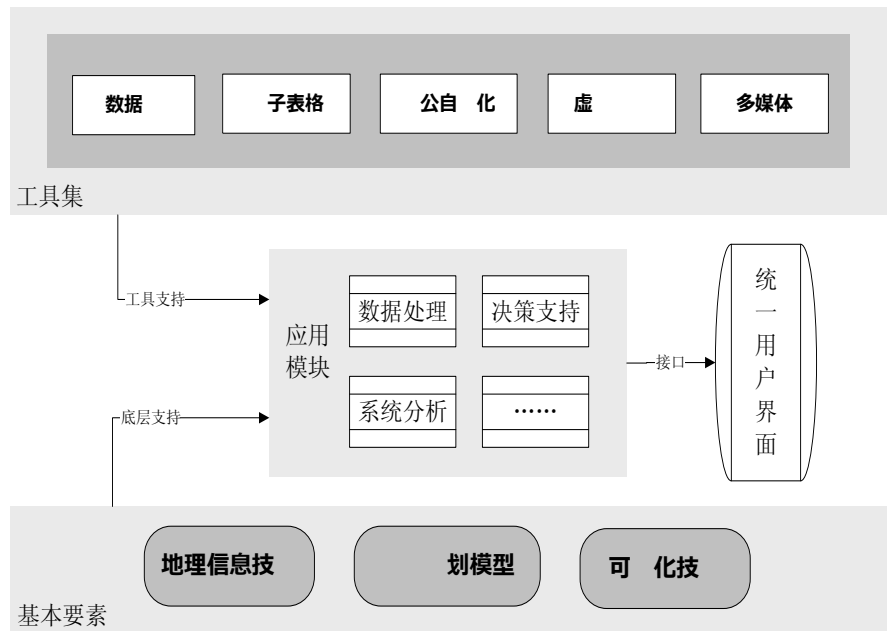 数据
子表格
公自 化
虚
多媒体
工具集
工具支持
应用
模块
数据处理
决策支持
系统分析
……
底层支持
接口
统
一
用
户
界
面
地理信息技
划模型
可 化技
基本要素